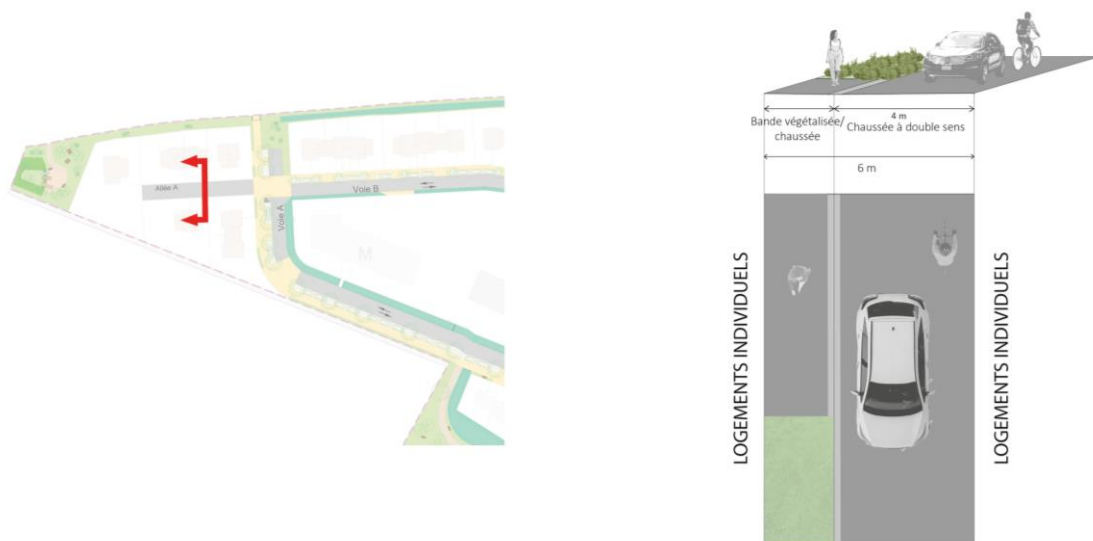 Allée A
Voie B
Voie A
M
4 m
Bande végétalisée/
chaussée
Chaussée à double sens
6 m
LOGEMENTS INDIVIDUELS
LOGEMENTS INDIVIDUELS